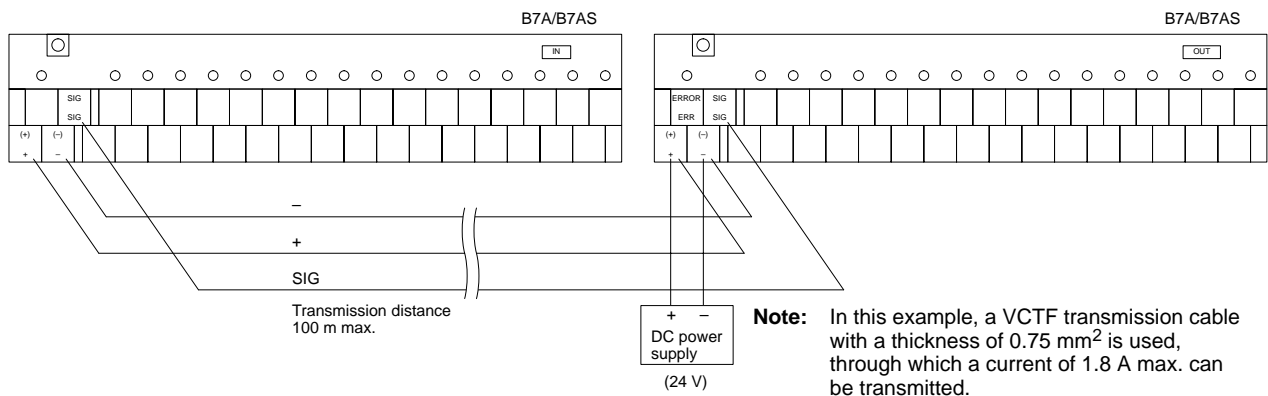 B7A/B7AS
B7A/B7AS
IN
OUT
SIG
ERROR SIG
SIG
ERR SIG
(+) (–)
(+) (–)
+ –
+ –
–
+
SIG
Transmission distance
100 m max.
+ –
DC power
supply
(24 V)
Note: In this example, a VCTF transmission cable
with a thickness of 0.75 mm² is used,
through which a current of 1.8 A max. can
be transmitted.